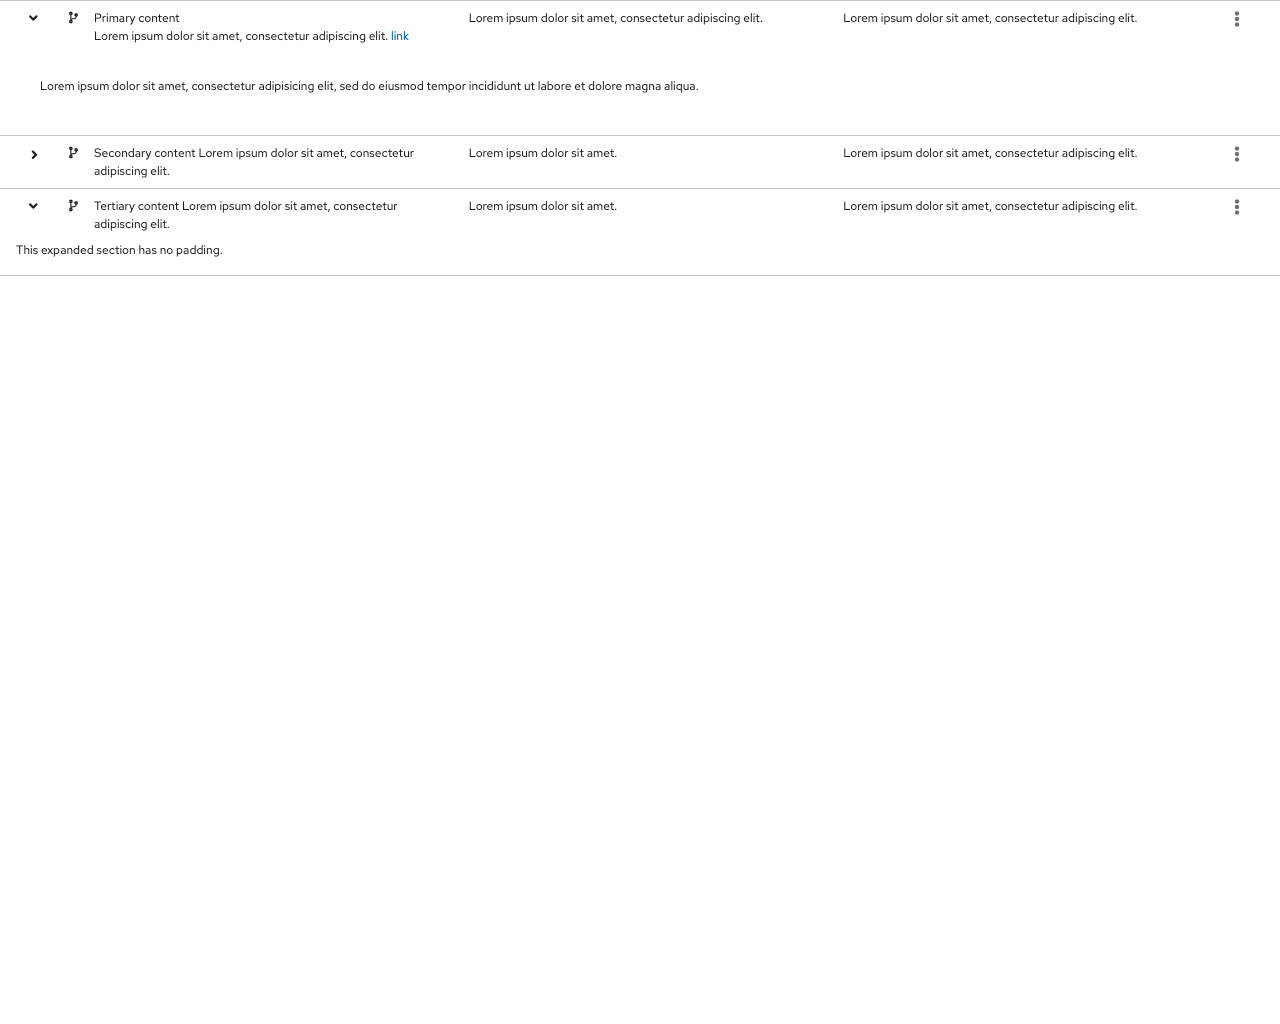 Primary content
Lorem ipsum dolor sit amet, consectetur adipiscing elit. link
Lorem ipsum dolor sit amet, consectetur adipiscing elit.
Lorem ipsum dolor sit amet, consectetur adipiscing elit.
Lorem ipsum dolor sit amet, consectetur adipisicing elit, sed do eiusmod tempor incididunt ut labore et dolore magna aliqua.
Secondary content Lorem ipsum dolor sit amet, consectetur
adipiscing elit.
Lorem ipsum dolor sit amet.
Lorem ipsum dolor sit amet, consectetur adipiscing elit.
Tertiary content Lorem ipsum dolor sit amet, consectetur
adipiscing elit.
Lorem ipsum dolor sit amet.
Lorem ipsum dolor sit amet, consectetur adipiscing elit.
This expanded section has no padding.